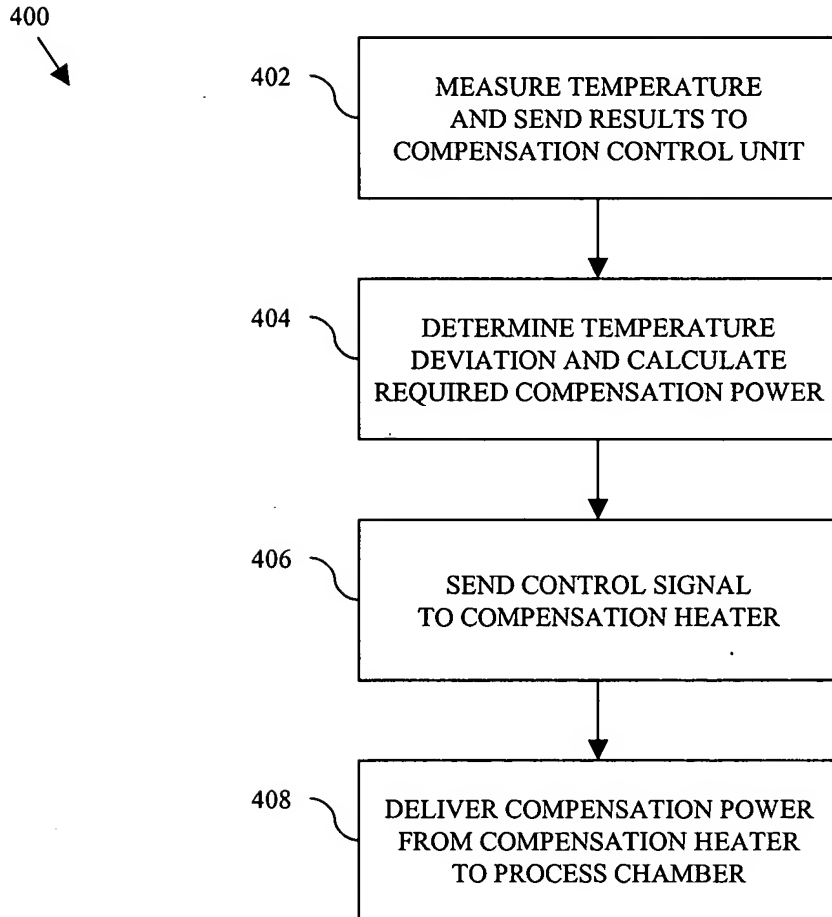 400
402
MEASURE TEMPERATURE
AND SEND RESULTS TO
COMPENSATION CONTROL UNIT
404
DETERMINE TEMPERATURE
DEVIATION AND CALCULATE
REQUIRED COMPENSATION POWER
406
SEND CONTROL SIGNAL
TO COMPENSATION HEATER
408
DELIVER COMPENSATION POWER
FROM COMPENSATION HEATER
TO PROCESS CHAMBER